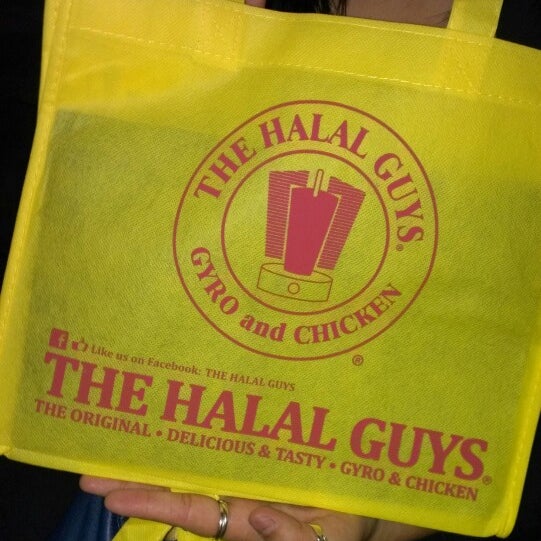 THE HALAL GUYS®
GYRO and CHICKEN
®
f Like us on Facebook: THE HALAL GUYS
THE HALAL GUYS®
THE ORIGINAL • DELICIOUS & TASTY • GYRO & CHICKEN